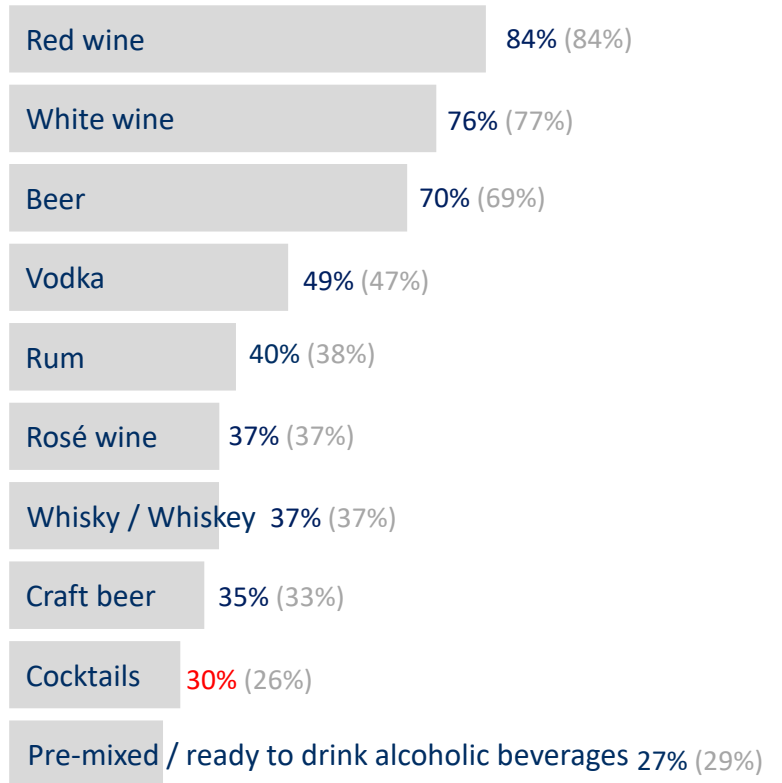 Red wine 84% (84%)
White wine 76% (77%)
Beer 70% (69%)
Vodka 49% (47%)
Rum 40% (38%)
Rosé wine 37% (37%)
Whisky / Whiskey 37% (37%)
Craft beer 35% (33%)
Cocktails 30% (26%)
Pre-mixed / ready to drink alcoholic beverages 27% (29%)